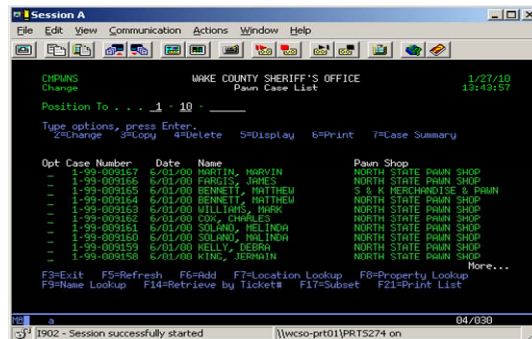 Session A
File Edit View Communication Actions Window Help
CMPWNS WAKE COUNTY SHERIFF'S OFFICE 1/27/10
Change Pawn Case List 13:43:57
Position To . . . 1 - 10 -
Type options, press Enter.
2=Change 3=Copy 4=Delete 5=Display 6=Print 7=Case Summary
Opt Case Number Date Name Pawn Shop
1-99-009167 6/01/00 MARTIN, MARVIN NORTH STATE PAWN SHOP
1-99-009166 6/01/00 FARGIS, JAMES NORTH STATE PAWN SHOP
1-99-009165 6/01/00 BENNETT, MATTHEW S & K MERCHANDISE & PAWN
1-99-009164 6/01/00 BENNETT, MATTHEW NORTH STATE PAWN SHOP
1-99-009163 6/01/00 WILLIAMS, MARK NORTH STATE PAWN SHOP
1-99-009162 6/01/00 COX, CHARLES NORTH STATE PAWN SHOP
1-99-009161 6/01/00 SOLANO, MELINDA NORTH STATE PAWN SHOP
1-99-009160 6/01/00 SOLANO, MALINDA NORTH STATE PAWN SHOP
1-99-009159 6/01/00 KELLY, DEBRA NORTH STATE PAWN SHOP
1-99-009158 6/01/00 KING, JERMAIN NORTH STATE PAWN SHOP
More...
F3=Exit F5=Refresh F6=Add F7=Location Lookup F8=Property Lookup
F9=Name Lookup F14=Retrieve by Ticket# F17=Subset F21=Print List
MA a 04/030
I902 - Session successfully started \\wcso-prt01\PRTS274 on